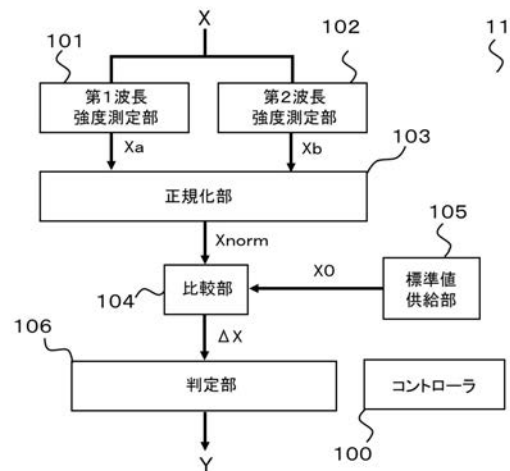 X
11
101
102
第1波長
強度測定部
第2波長
強度測定部
Xa
Xb
103
正規化部
Xnorm
105
X0
104
比較部
標準値
供給部
106
ΔX
判定部
コントローラ
100
Y